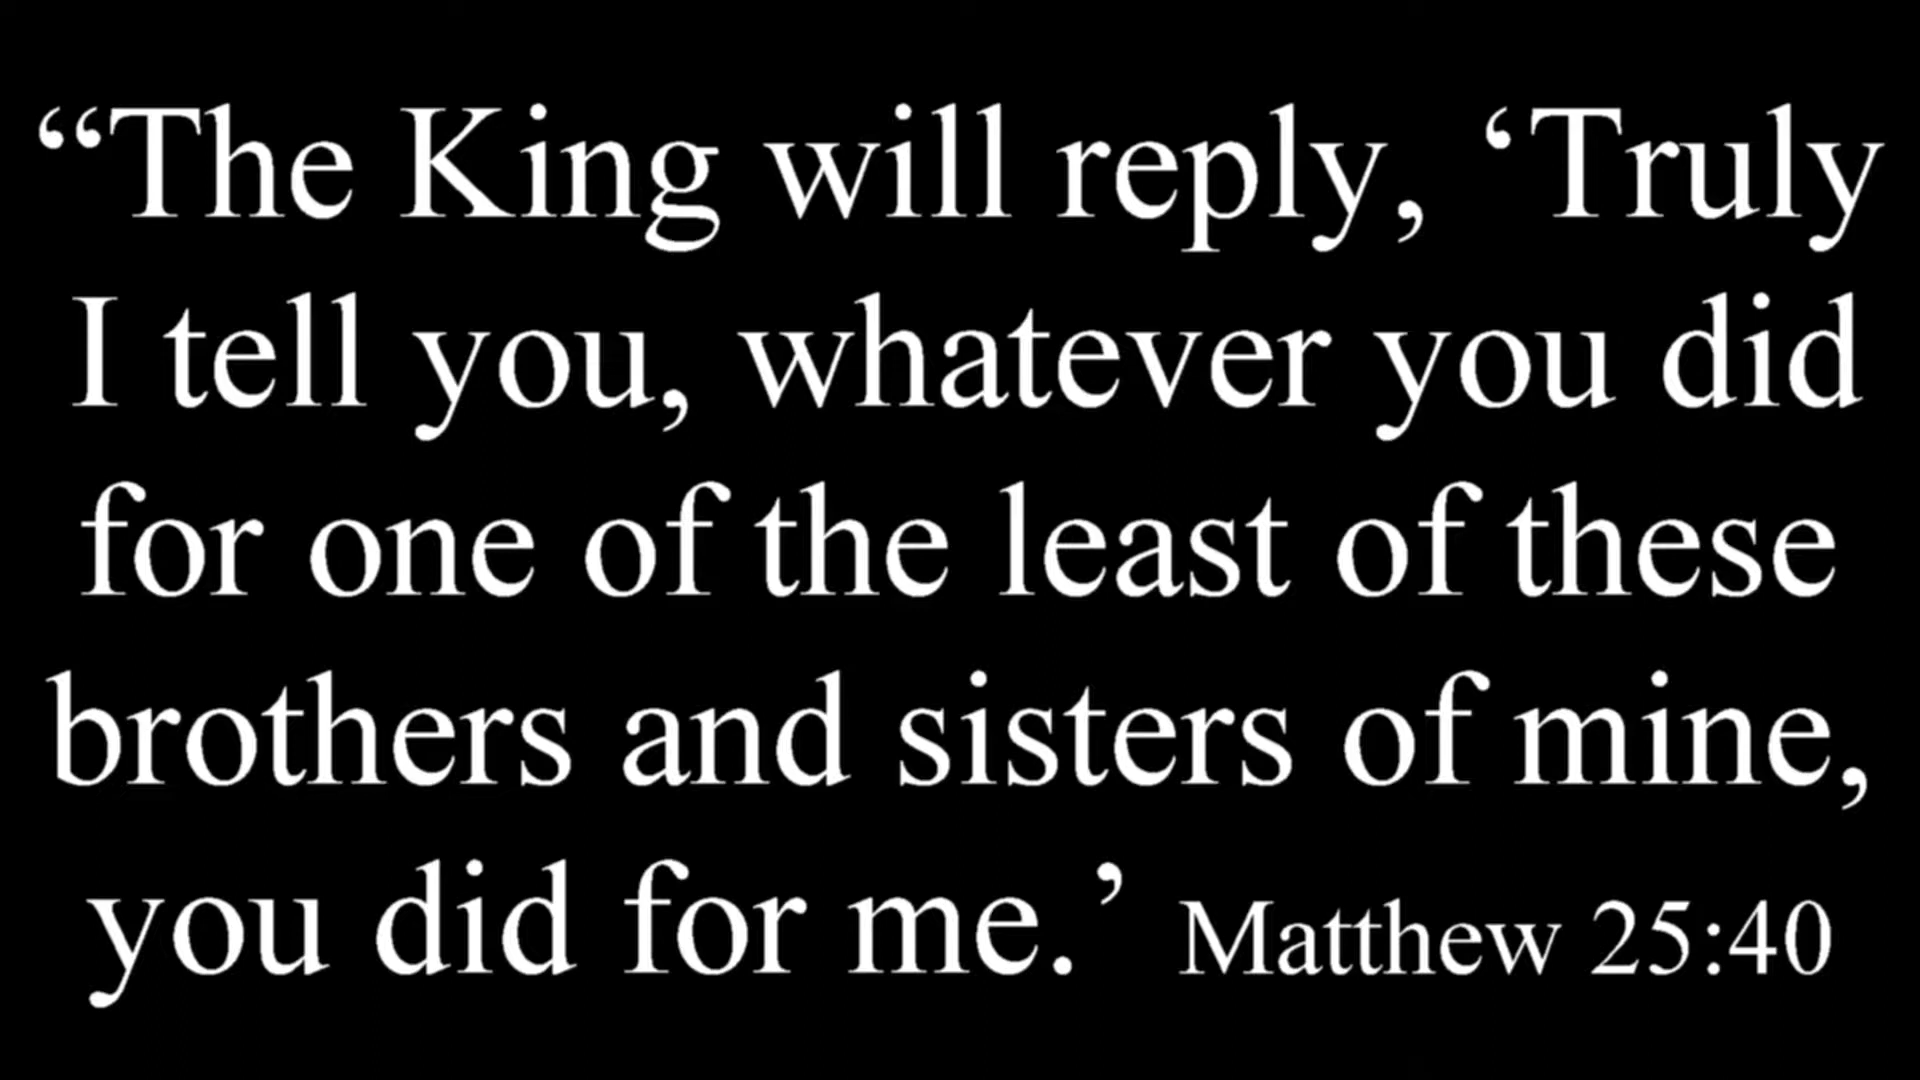 “The King will reply, ‘Truly
I tell you, whatever you did
for one of the least of these
brothers and sisters of mine,
you did for me.’ Matthew 25:40